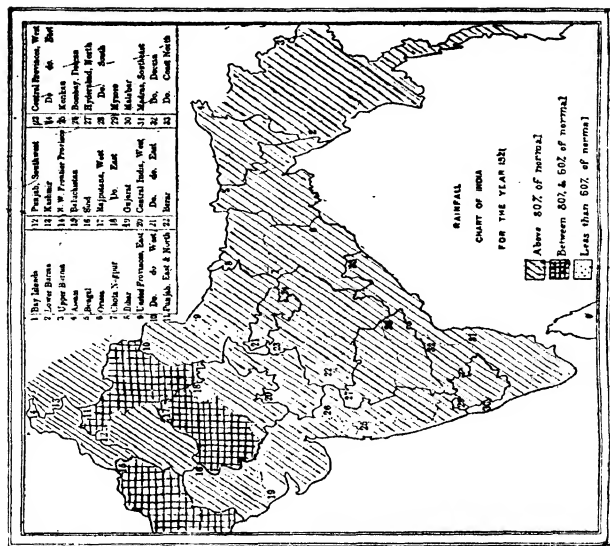 1 Bay Islands
2 Lower Burma
3 Upper Burma
4 Assam
5 Bengal
6 Orissa
7 Chota Nagpur
8 Bihar
9 United Provinces, East
10 Do. do West
11 Punjab, East & North
12 Punjab, Southwest
13 Kashmir
14 N.W. Frontier Province
15 Baluchistan
16 Sind
17 Rajputana, West
18 Do. East
19 Gujarat
20 Central India, West
21 Do. do. East
22 Berar
23 Central Provinces, West
24 Do do. East
25 Konkan
26 Bombay, Deccan
27 Hyderabad, North
28 Do. South
29 Mysore
30 Malabar
31 Madras, Southeast
32 Do. Deccan
33 Do. Coast North
RAINFALL
CHART OF INDIA
FOR THE YEAR 1921
Above 80% of normal
Between 80% & 60% of normal
Less than 60% of normal